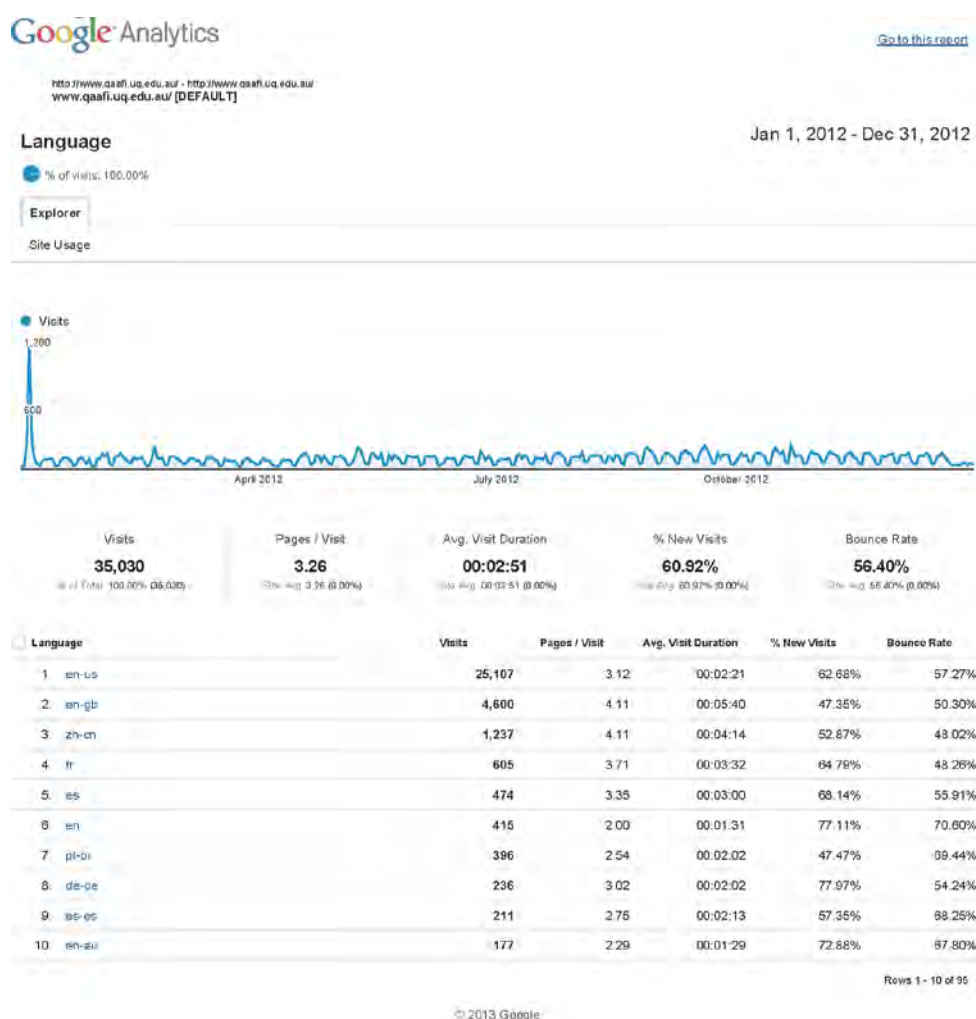 Google Analytics
Go to this report
http://www.qaafi.uq.edu.au/ - http://www.qaafi.uq.edu.au/
www.qaafi.uq.edu.au/ [DEFAULT]
Language
Jan 1, 2012 - Dec 31, 2012
% of visits: 100.00%
Explorer
Site Usage
Visits
1,200
600
April 2012 July 2012 October 2012
Visits Pages / Visit Avg. Visit Duration % New Visits Bounce Rate
35,030 3.26 00:02:51 60.92% 56.40%
% of Total: 100.00% (35,030) Site Avg: 3.26 (0.00%) Site Avg: 00:02:51 (0.00%) Site Avg: 60.92% (0.00%) Site Avg: 56.40% (0.00%)
Language Visits Pages / Visit Avg. Visit Duration % New Visits Bounce Rate
1. en-us 25,107 3.12 00:02:21 62.68% 57.27%
2. en-gb 4,600 4.11 00:05:40 47.35% 50.30%
3. zh-cn 1,237 4.11 00:04:14 52.87% 48.02%
4. fr 605 3.71 00:03:32 64.79% 48.26%
5. es 474 3.35 00:03:00 68.14% 55.91%
6. en 415 2.00 00:01:31 77.11% 70.60%
7. pt-br 396 2.54 00:02:02 47.47% 69.44%
8. de-de 236 3.02 00:02:02 77.97% 54.24%
9. es-es 211 2.75 00:02:13 57.35% 68.25%
10. en-au 177 2.29 00:01:29 72.88% 67.80%
Rows 1 - 10 of 95
© 2013 Google